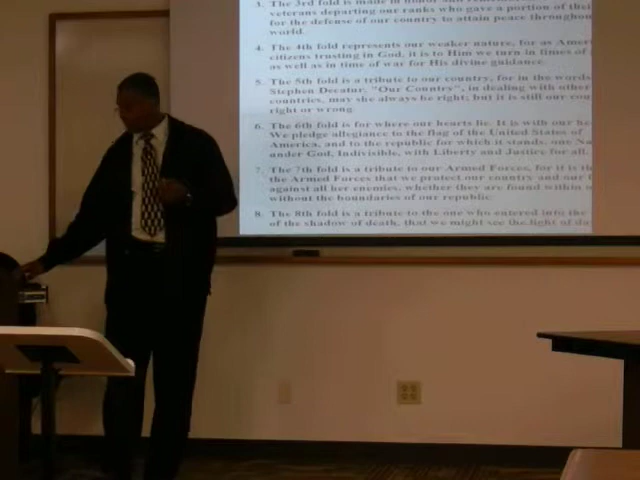 3. The 3rd fold is made in honor and
veterans departing our ranks who gave a portion of thei
for the defense of our country to attain peace throughou
world.
4. The 4th fold represents our weaker nature, for as Amer
citizens trusting in God, it is to Him we turn in times of
as well as in time of war for His divine guidance.
5. The 5th fold is a tribute to our country, for in the words
Stephen Decatur, "Our Country", in dealing with other
countries, may she always be right; but it is still our cou
right or wrong.
6. The 6th fold is for where our hearts lie. It is with our he
We pledge allegiance to the flag of the United States of
America, and to the republic for which it stands, one Na
under God, Indivisible, with Liberty and Justice for all.
7. The 7th fold is a tribute to our Armed Forces, for it is th
the Armed Forces that we protect our country and our f
against all her enemies, whether they are found within o
without the boundaries of our republic.
8. The 8th fold is a tribute to the one who entered into the
of the shadow of death, that we might see the light of da